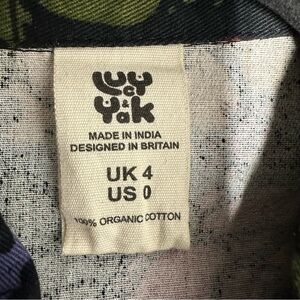 Lucy
&
Yak
MADE IN INDIA
DESIGNED IN BRITAIN
UK 4
US 0
100% ORGANIC COTTON